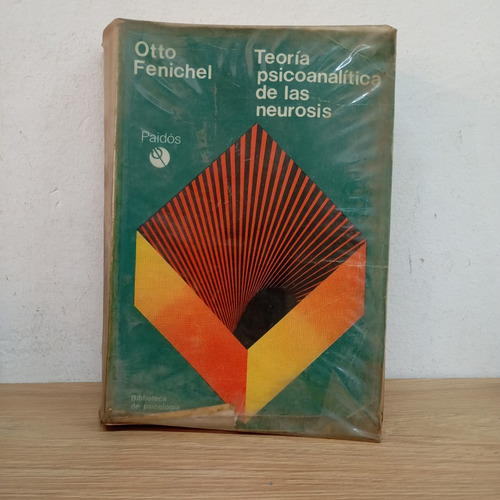 Otto
Fenichel
Teoría
psicoanalítica
de las
neurosis
Paidós
Biblioteca
de psicología